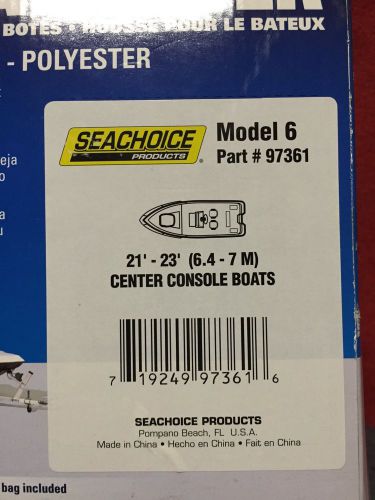 BOTES • HOUSSE POUR LE BATEUX
- POLYESTER
SEACHOICE
PRODUCTS
®
Model 6
Part # 97361
21' - 23' (6.4 - 7 M)
CENTER CONSOLE BOATS
7 19249 97361 6
SEACHOICE PRODUCTS
Pompano Beach, FL U.S.A.
Made in China • Hecho en China • Fait en China
bag included